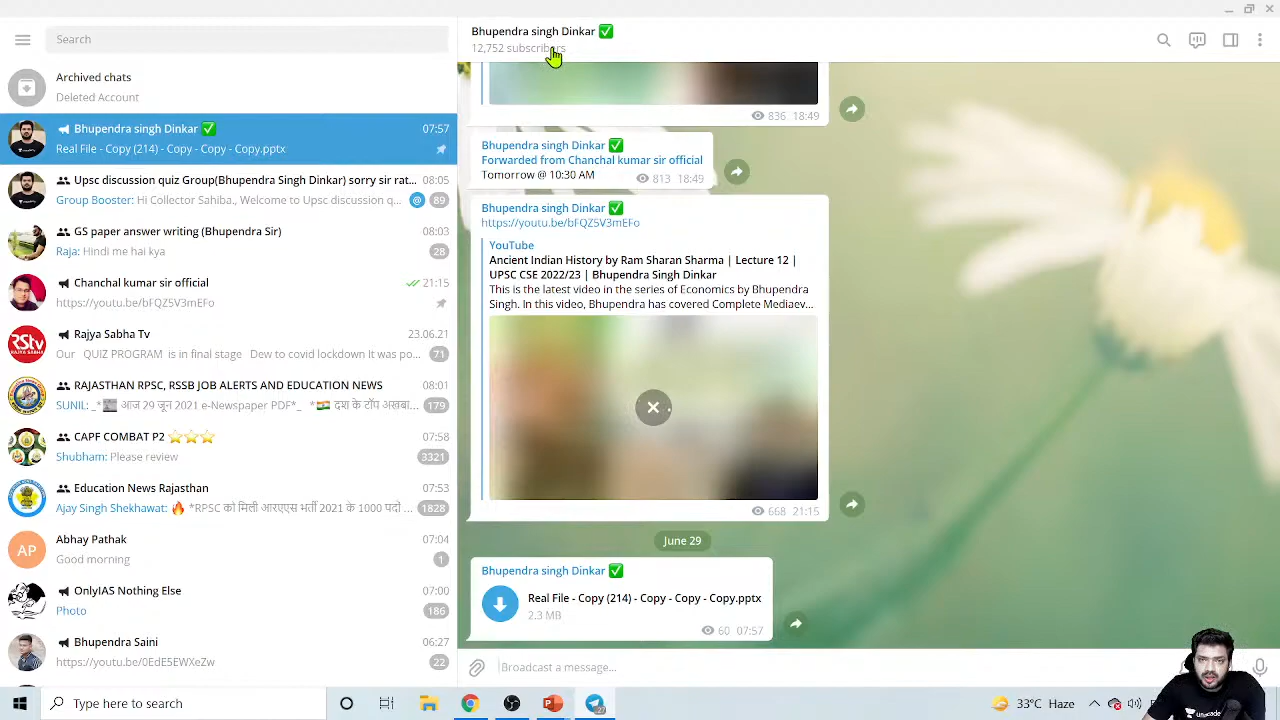 Search
Archived chats
Deleted Account
Bhupendra singh Dinkar ✅ 07:57
Real File - Copy (214) - Copy - Copy - Copy.pptx
Upsc discussion quiz Group(Bhupendra Singh Dinkar) sorry sir rat... 08:05
Group Booster: Hi Collector Sahiba., Welcome to Upsc discussion q... @ 89
GS paper answer writing (Bhupendra Sir) 08:03
Raja: Hindi me hai kya 28
Chanchal kumar sir official 21:15
https://youtu.be/bFQZ5V3mEFo
RSTV
Rajya Sabha Tv 23.06.21
Our QUIZ PROGRAM is in final stage Dew to covid lockdown It was po... 71
RAJASTHAN RPSC, RSSB JOB ALERTS AND EDUCATION NEWS 08:01
SUNIL: _*📰 आज 29 जून 2021 e-Newspaper PDF*_ *🇮🇳 देश के टॉप अखबा... 179
CAPF COMBAT P2 ⭐⭐⭐ 07:58
Shubham: Please review 3321
Education News Rajasthan 07:53
Ajay Singh Shekhawat: 🔥 *RPSC को मिली आरएएस भर्ती 2021 के 1000 पदों ... 1828
AP
Abhay Pathak 07:04
Good morning 1
OnlyIAS Nothing Else 07:00
Photo 186
Bhupendra Saini 06:27
https://youtu.be/0EdE5EWXeZw 22
Bhupendra singh Dinkar ✅
12,752 subscribers
836 18:49
Bhupendra singh Dinkar ✅
Forwarded from Chanchal kumar sir official
Tomorrow @ 10:30 AM 813 18:49
Bhupendra singh Dinkar ✅
https://youtu.be/bFQZ5V3mEFo
YouTube
Ancient Indian History by Ram Sharan Sharma | Lecture 12 |
UPSC CSE 2022/23 | Bhupendra Singh Dinkar
This is the latest video in the series of Economics by Bhupendra
Singh. In this video, Bhupendra has covered Complete Mediaev...
668 21:15
June 29
Bhupendra singh Dinkar ✅
Real File - Copy (214) - Copy - Copy - Copy.pptx
2.3 MB
60 07:57
Broadcast a message...
Type here to search
33°C Haze